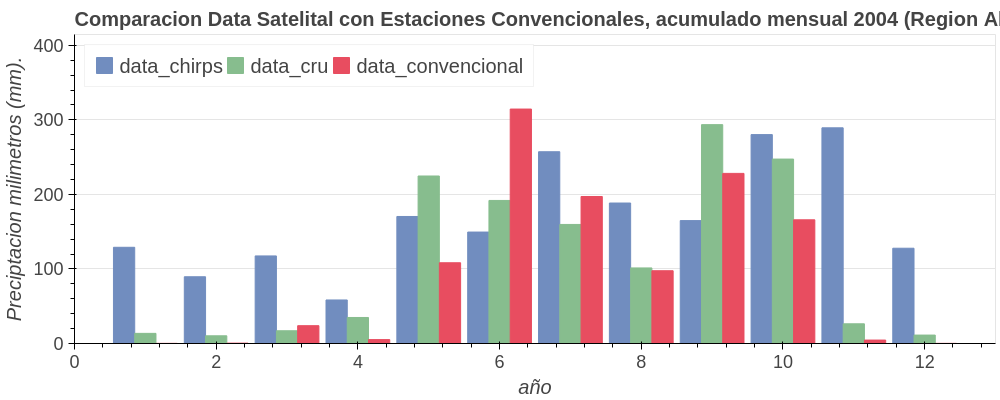 Comparacion Data Satelital con Estaciones Convencionales, acumulado mensual 2004 (Region
data_chirps data_cru data_convencional
Preciptacion milimetros (mm).
400
300
200
100
0
0 2 4 6 8 10 12
año